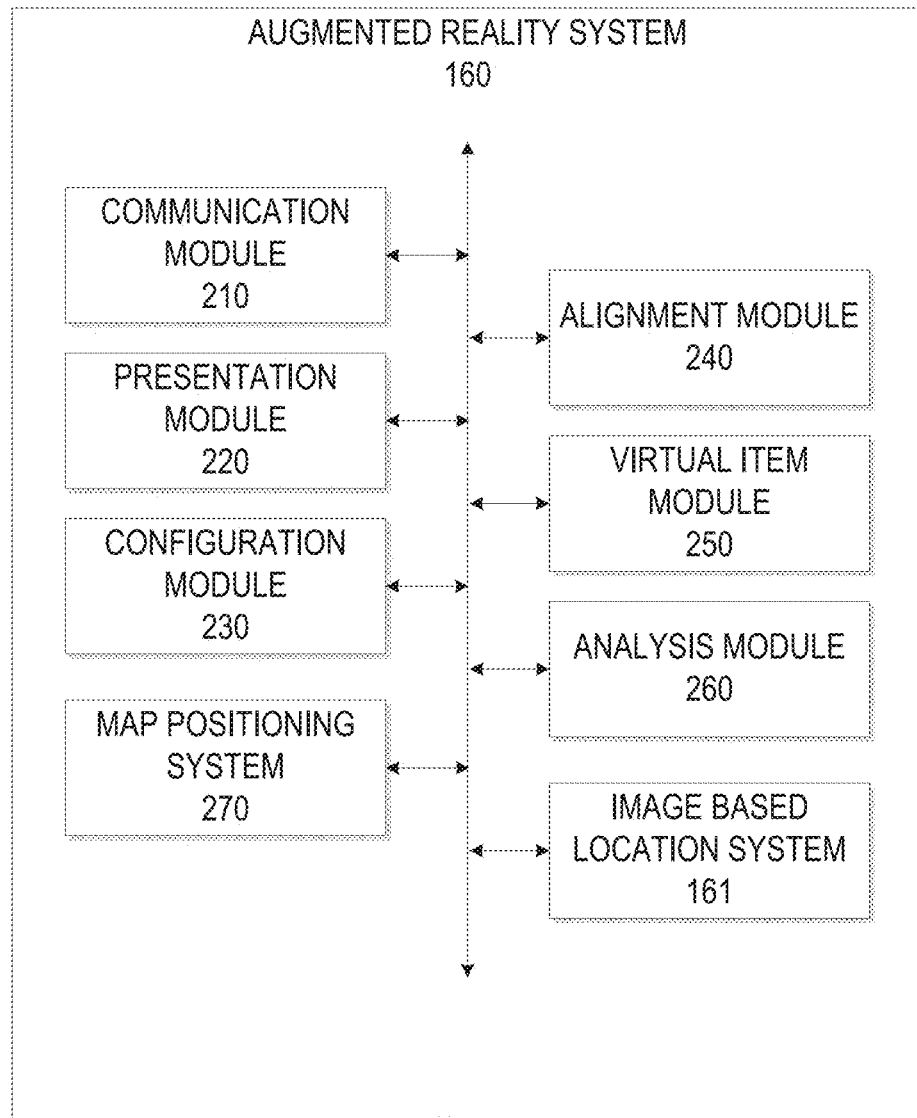 AUGMENTED REALITY SYSTEM
160
COMMUNICATION
MODULE
210
PRESENTATION
MODULE
220
CONFIGURATION
MODULE
230
MAP POSITIONING
SYSTEM
270
ALIGNMENT MODULE
240
VIRTUAL ITEM
MODULE
250
ANALYSIS MODULE
260
IMAGE BASED
LOCATION SYSTEM
161